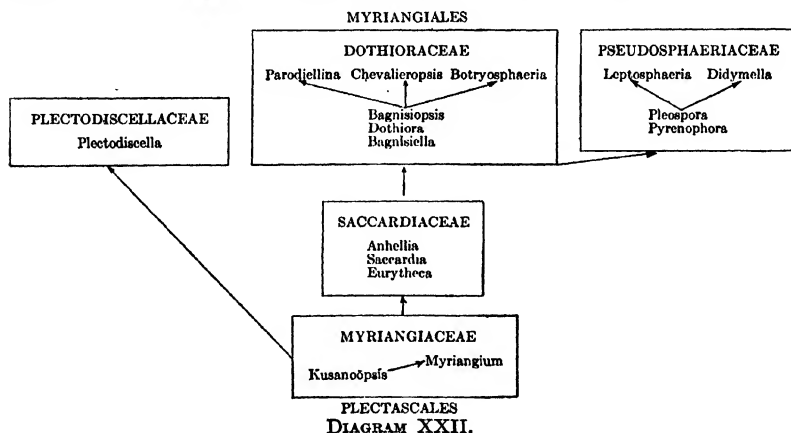 MYRIANGIALES
DOTHIORACEAE
Parodiellina Chevalieropsis Botryosphaeria
Bagnisiopsis
Dothiora
Bagnisiella
PSEUDOSPHAERIACEAE
Leptosphaeria Didymella
Pleospora
Pyrenophora
PLECTODISCELLACEAE
Plectodiscella
SACCARDIACEAE
Anhellia
Saccardia
Eurytheca
MYRIANGIACEAE
Kusanoöpsis Myriangium
PLECTASCALES
DIAGRAM XXII.